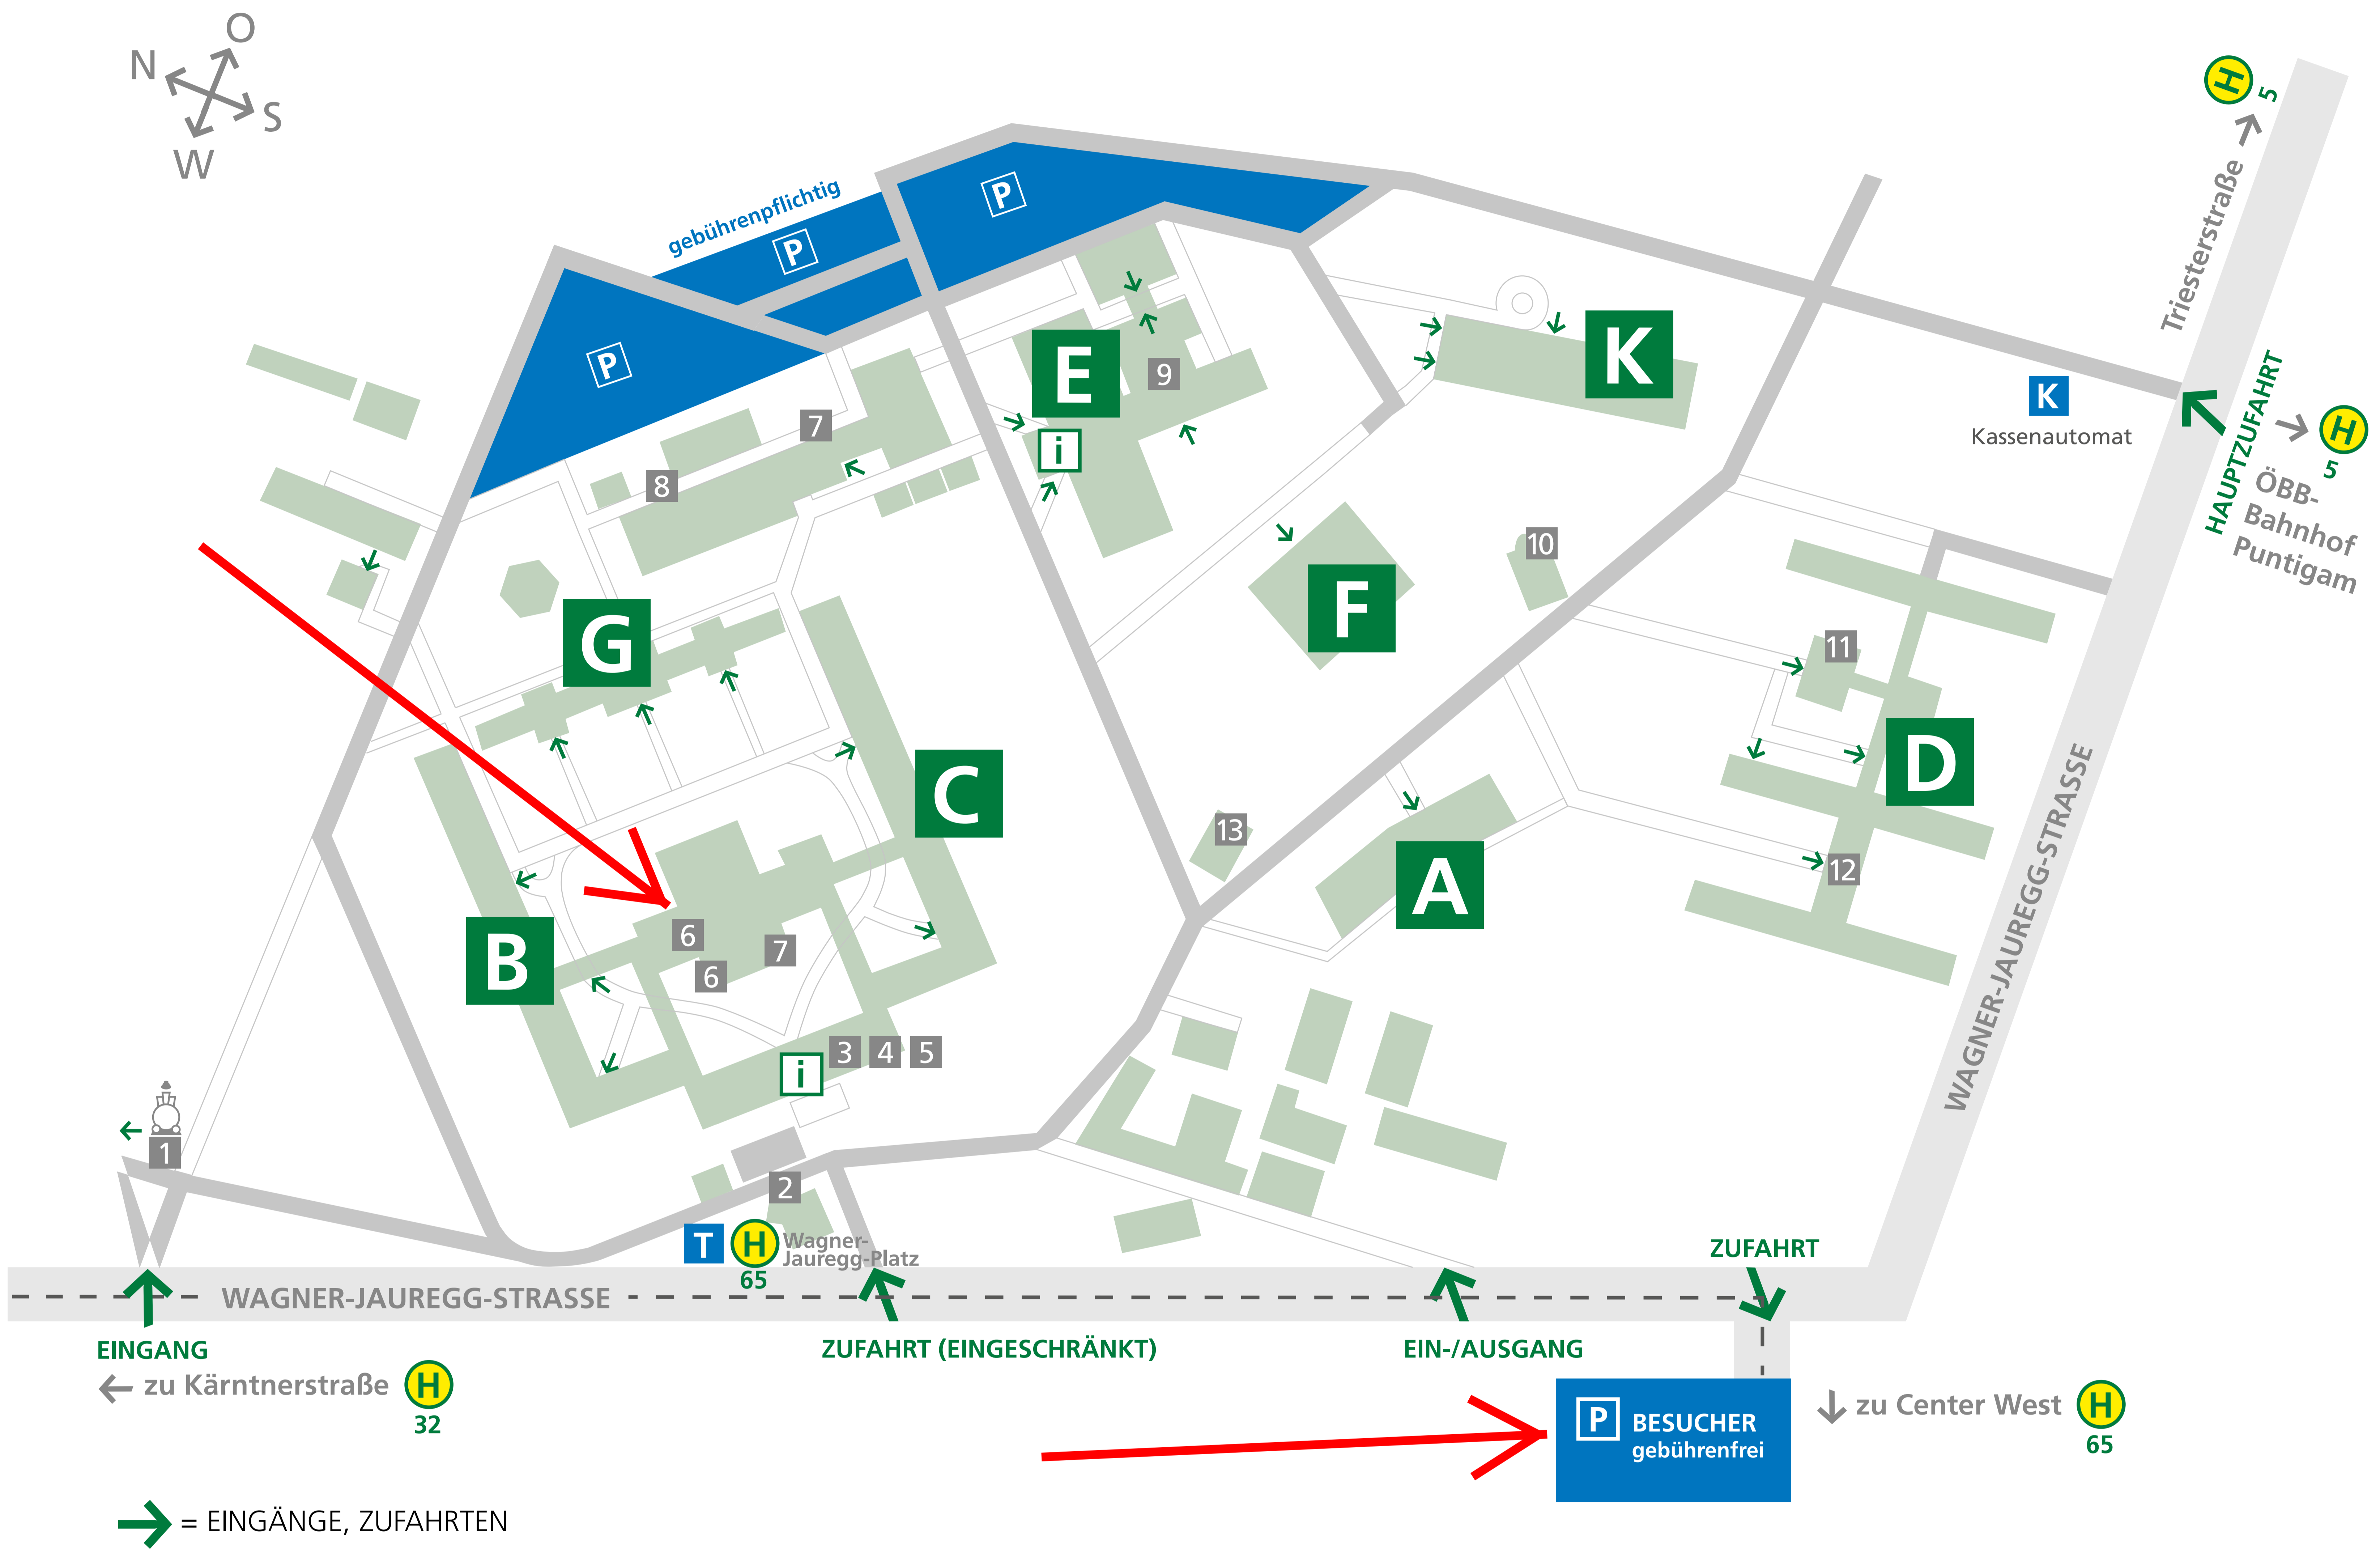 O
N
S
W
H
5
Triesterstraße
gebührenpflichtig
P
P
P
K
E
9
i
7
8
K
Kassenautomat
HAUPTZUFAHRT
H
5
ÖBB-
Bahnhof
Puntigam
10
F
G
11
D
C
13
A
12
WAGNER-JAUREGG-STRASSE
B
6
7
6
3
4
5
i
1
2
T
H
65
Wagner-
Jauregg-Platz
ZUFAHRT
WAGNER-JAUREGG-STRASSE
EINGANG
ZUFAHRT (EINGESCHRÄNKT)
EIN-/AUSGANG
zu Kärntnerstraße
H
32
P
BESUCHER
gebührenfrei
zu Center West
H
65
= EINGÄNGE, ZUFAHRTEN